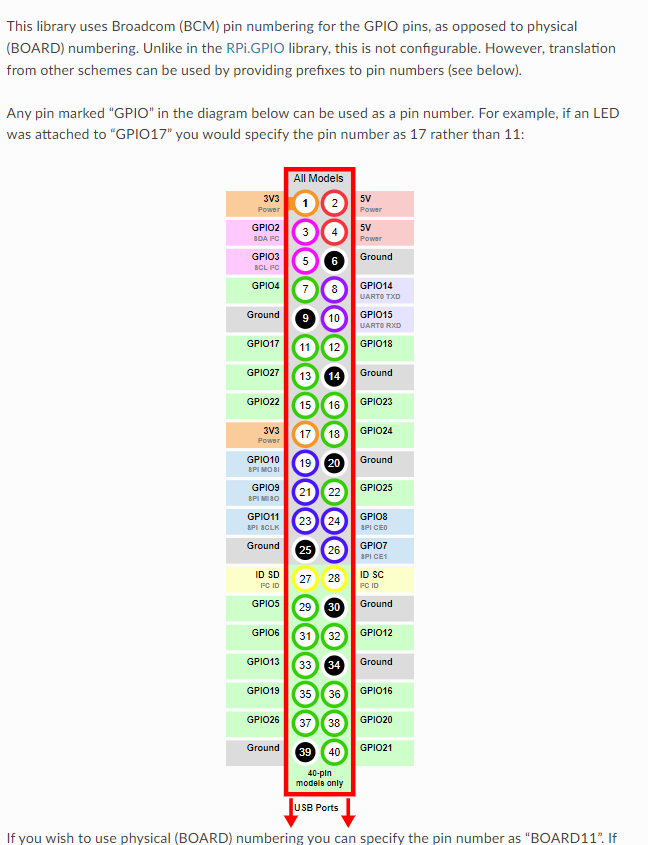 This library uses Broadcom (BCM) pin numbering for the GPIO pins, as opposed to physical
(BOARD) numbering. Unlike in the RPi.GPIO library, this is not configurable. However, translation
from other schemes can be used by providing prefixes to pin numbers (see below).
Any pin marked “GPIO” in the diagram below can be used as a pin number. For example, if an LED
was attached to “GPIO17” you would specify the pin number as 17 rather than 11:
All Models
3V3 1 2 5V
Power Power
GPIO2 3 4 5V
SDA I²C Power
GPIO3 5 6 Ground
SCL I²C
GPIO4 7 8 GPIO14
UART0 TXD
Ground 9 10 GPIO15
UART0 RXD
GPIO17 11 12 GPIO18
GPIO27 13 14 Ground
GPIO22 15 16 GPIO23
3V3 17 18 GPIO24
Power
GPIO10 19 20 Ground
SPI MOSI
GPIO9 21 22 GPIO25
SPI MISO
GPIO11 23 24 GPIO8
SPI SCLK SPI CE0
Ground 25 26 GPIO7
SPI CE1
ID SD 27 28 ID SC
I²C ID I²C ID
GPIO5 29 30 Ground
GPIO6 31 32 GPIO12
GPIO13 33 34 Ground
GPIO19 35 36 GPIO16
GPIO26 37 38 GPIO20
Ground 39 40 GPIO21
40-pin
models only
USB Ports
If you wish to use physical (BOARD) numbering you can specify the pin number as “BOARD11”. If